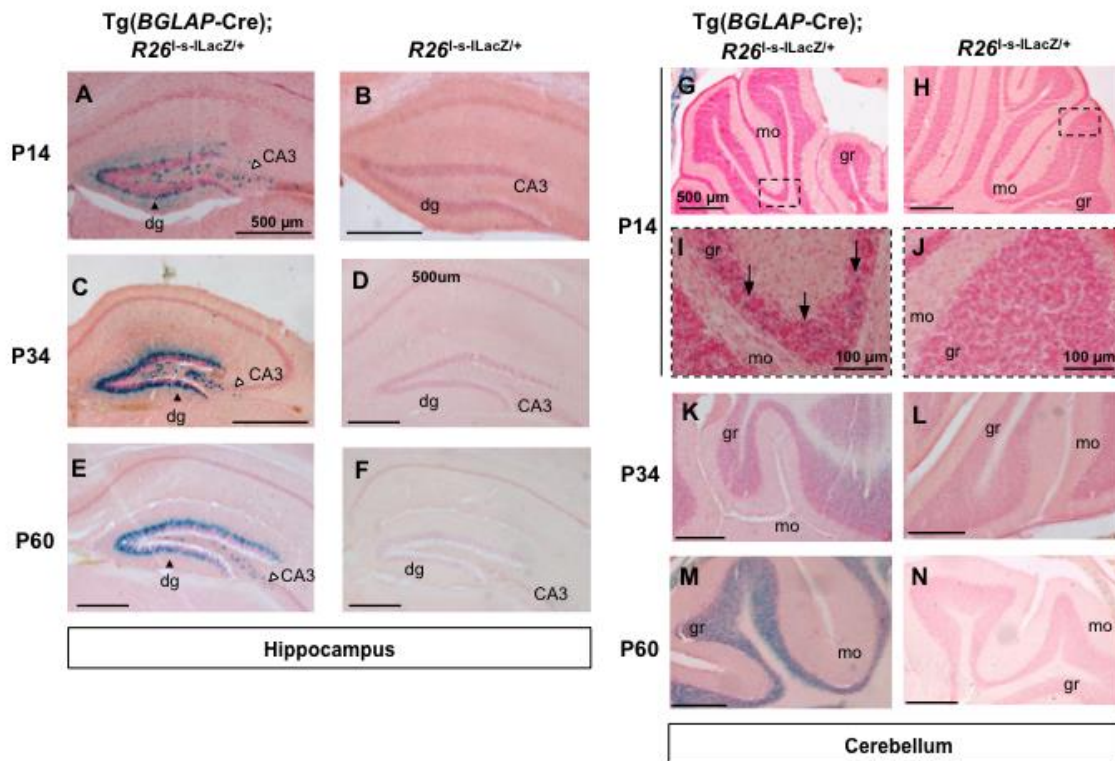 Tg(BGLAP-Cre);
R26l-s-lLacZ/+
R26l-s-lLacZ/+
P14
A
CA3
dg
500 µm
B
CA3
dg
P34
C
CA3
dg
D
500um
dg
CA3
P60
E
CA3
dg
F
dg
CA3
Hippocampus
Tg(BGLAP-Cre);
R26l-s-lLacZ/+
R26l-s-lLacZ/+
P14
G
mo
gr
500 µm
H
mo
gr
I
gr
mo
100 µm
J
mo
gr
100 µm
P34
K
gr
mo
L
gr
mo
P60
M
gr
mo
N
mo
gr
Cerebellum